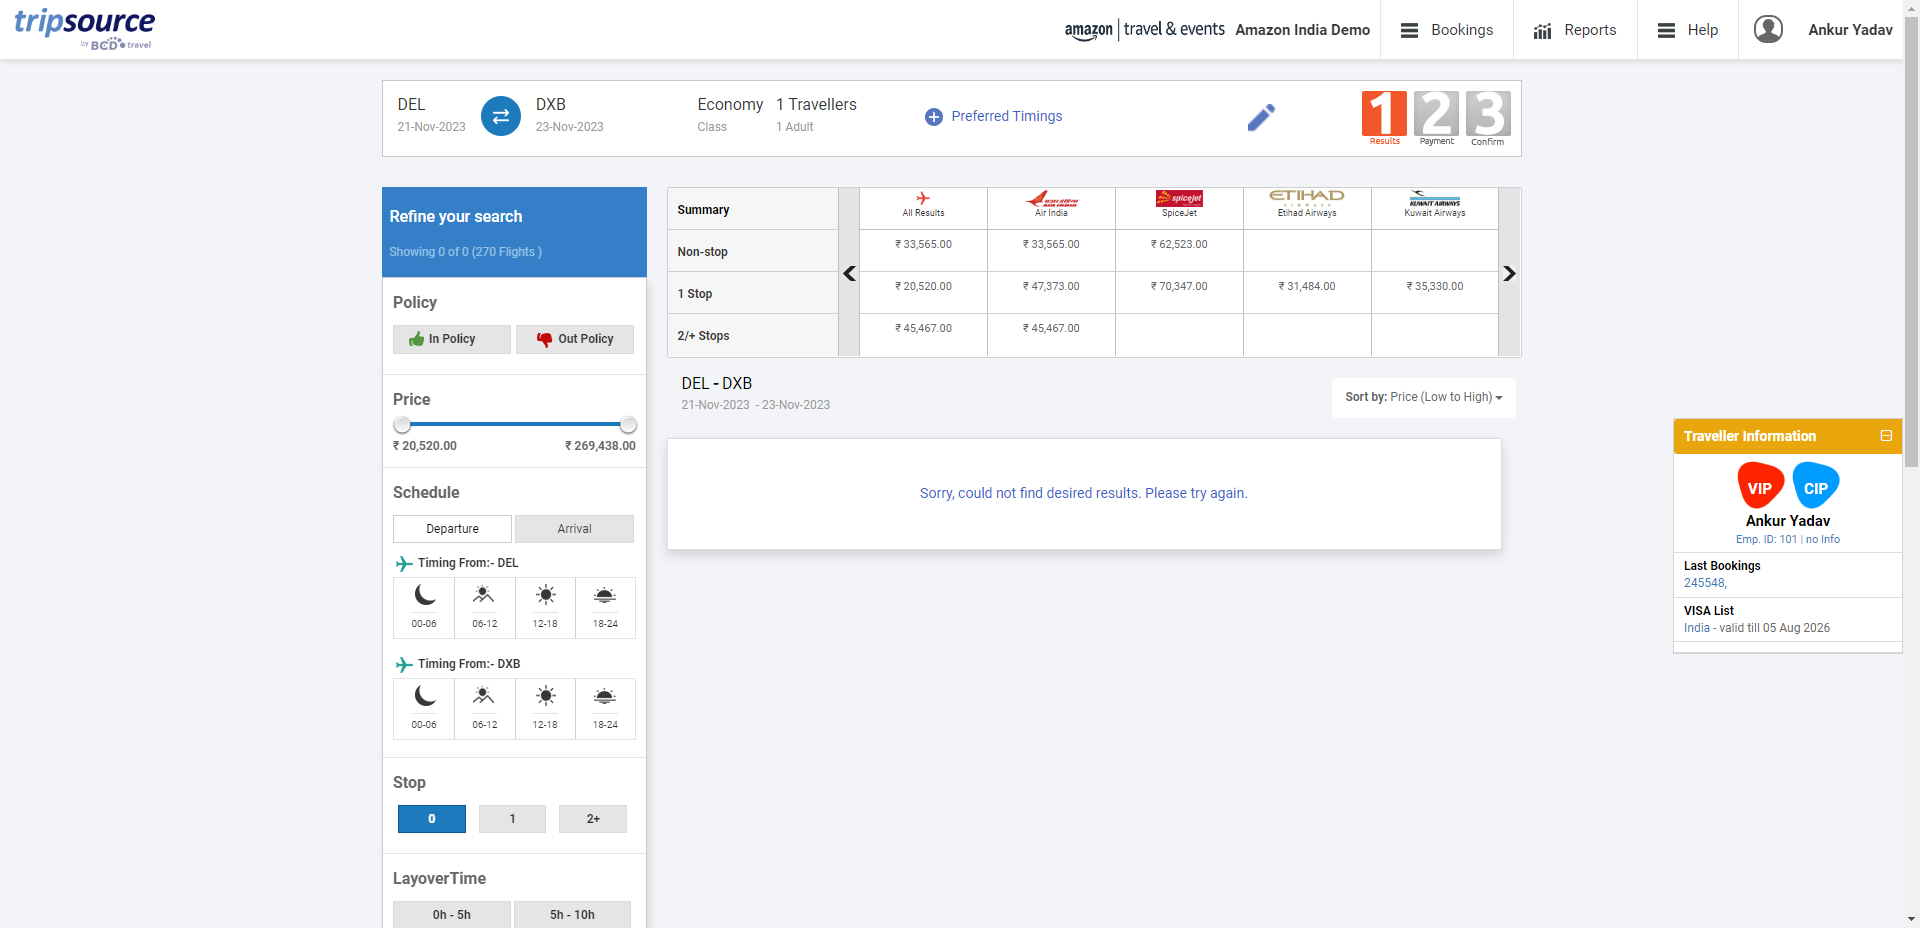 tripsource
by BCD travel
amazon | travel & events Amazon India Demo
Bookings
Reports
Help
Ankur Yadav
DEL
21-Nov-2023
DXB
23-Nov-2023
Economy
Class
1 Travellers
1 Adult
Preferred Timings
1 2 3
Results Payment Confirm
Refine your search
Showing 0 of 0 (270 Flights )
Policy
In Policy Out Policy
Price
₹ 20,520.00 ₹ 269,438.00
Schedule
Departure Arrival
Timing From:- DEL
00-06 06-12 12-18 18-24
Timing From:- DXB
00-06 06-12 12-18 18-24
Stop
0 1 2+
LayoverTime
0h - 5h 5h - 10h
AIR INDIA spicejet ETIHAD AIRWAYS KUWAIT AIRWAYS
Summary All Results Air India SpiceJet Etihad Airways Kuwait Airways
Non-stop ₹ 33,565.00 ₹ 33,565.00 ₹ 62,523.00
1 Stop ₹ 20,520.00 ₹ 47,373.00 ₹ 70,347.00 ₹ 31,484.00 ₹ 35,330.00
2/+ Stops ₹ 45,467.00 ₹ 45,467.00
DEL - DXB
21-Nov-2023 - 23-Nov-2023
Sort by: Price (Low to High)
Sorry, could not find desired results. Please try again.
Traveller Information
VIP CIP
Ankur Yadav
Emp. ID: 101 | no Info
Last Bookings
245548,
VISA List
India - valid till 05 Aug 2026